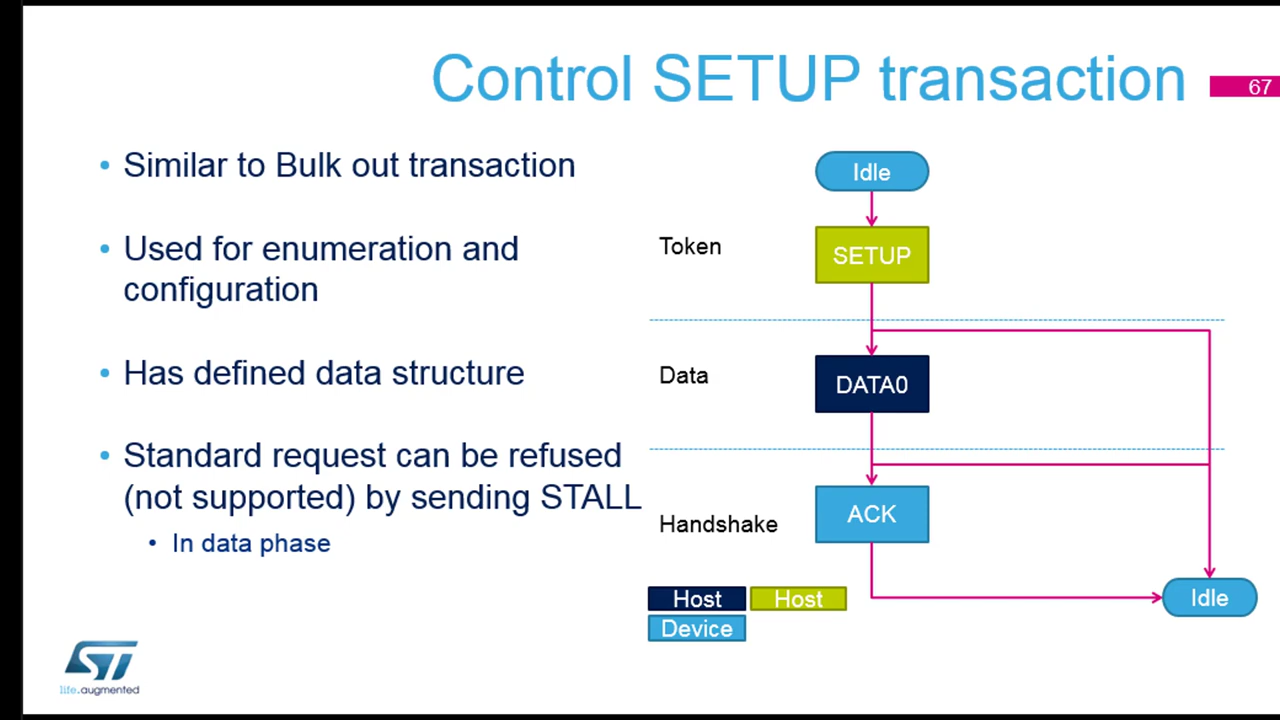 Control SETUP transaction
67
• Similar to Bulk out transaction
• Used for enumeration and
configuration
• Has defined data structure
• Standard request can be refused
(not supported) by sending STALL
• In data phase
Idle
Token
SETUP
Data
DATA0
Handshake
ACK
Host
Host
Device
Idle
ST
life.augmented